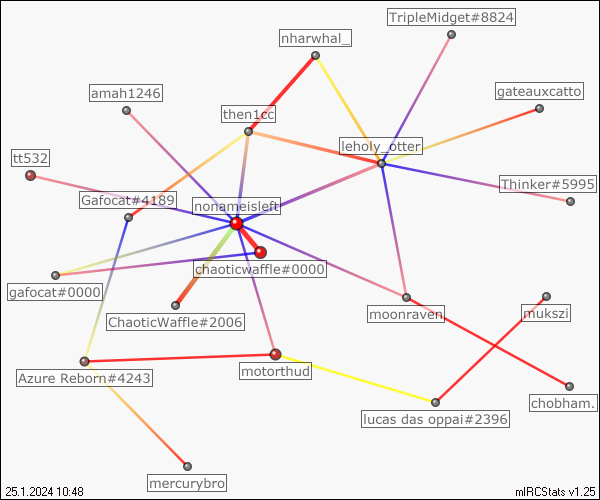 TripleMidget#8824
nharwhal_
amah1246
gateauxcatto
then1cc
leholy_otter
tt532
Thinker#5995
Gafocat#4189
nonameisleft
chaoticwaffle#0000
gafocat#0000
ChaoticWaffle#2006
moonraven
mukszi
motorthud
Azure Reborn#4243
chobham.
lucas das oppai#2396
mercurybro
25.1.2024 10:48
mIRCStats v1.25